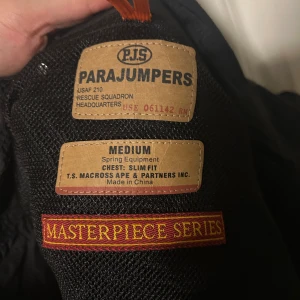 P.J.S
PARAJUMPERS
USAF 210
RESCUE SQUADRON
HEADQUARTERS
MEDIUM
Spring Equipment
CHEST: SLIM FIT
T.S. MACROSS APE & PARTNERS INC.
Made in China
MASTERPIECE SERIES